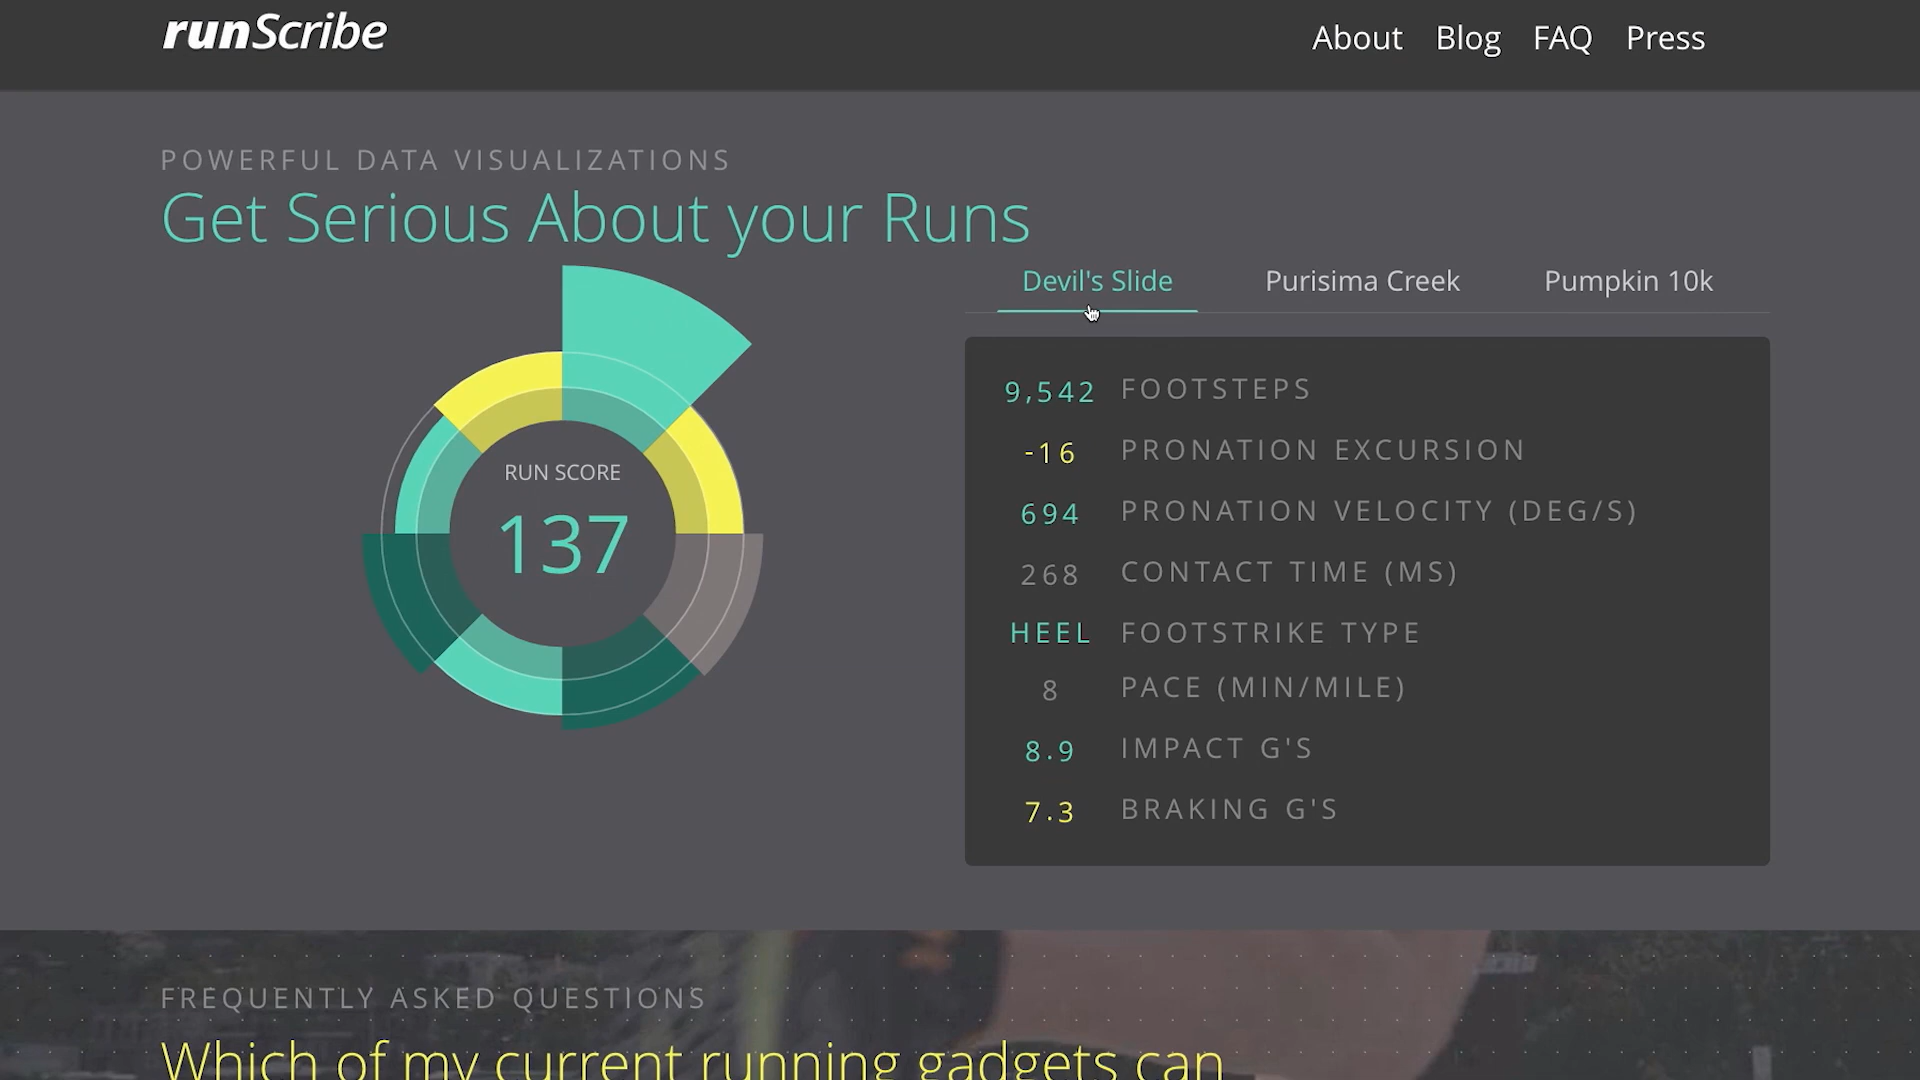 runScribe
About Blog FAQ Press
POWERFUL DATA VISUALIZATIONS
Get Serious About your Runs
Devil's Slide Purisima Creek Pumpkin 10k
RUN SCORE
137
9,542 FOOTSTEPS
-16 PRONATION EXCURSION
694 PRONATION VELOCITY (DEG/S)
268 CONTACT TIME (MS)
HEEL FOOTSTRIKE TYPE
8 PACE (MIN/MILE)
8.9 IMPACT G'S
7.3 BRAKING G'S
FREQUENTLY ASKED QUESTIONS
Which of my current running gadgets can